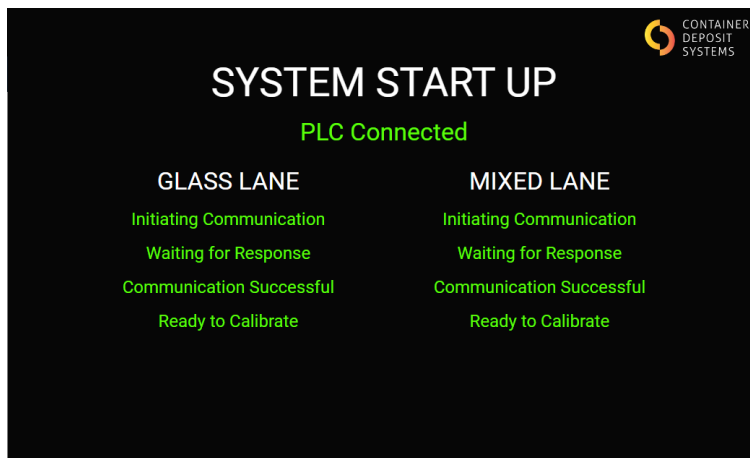 CONTAINER
DEPOSIT
SYSTEMS
SYSTEM START UP
PLC Connected
GLASS LANE
Initiating Communication
Waiting for Response
Communication Successful
Ready to Calibrate
MIXED LANE
Initiating Communication
Waiting for Response
Communication Successful
Ready to Calibrate